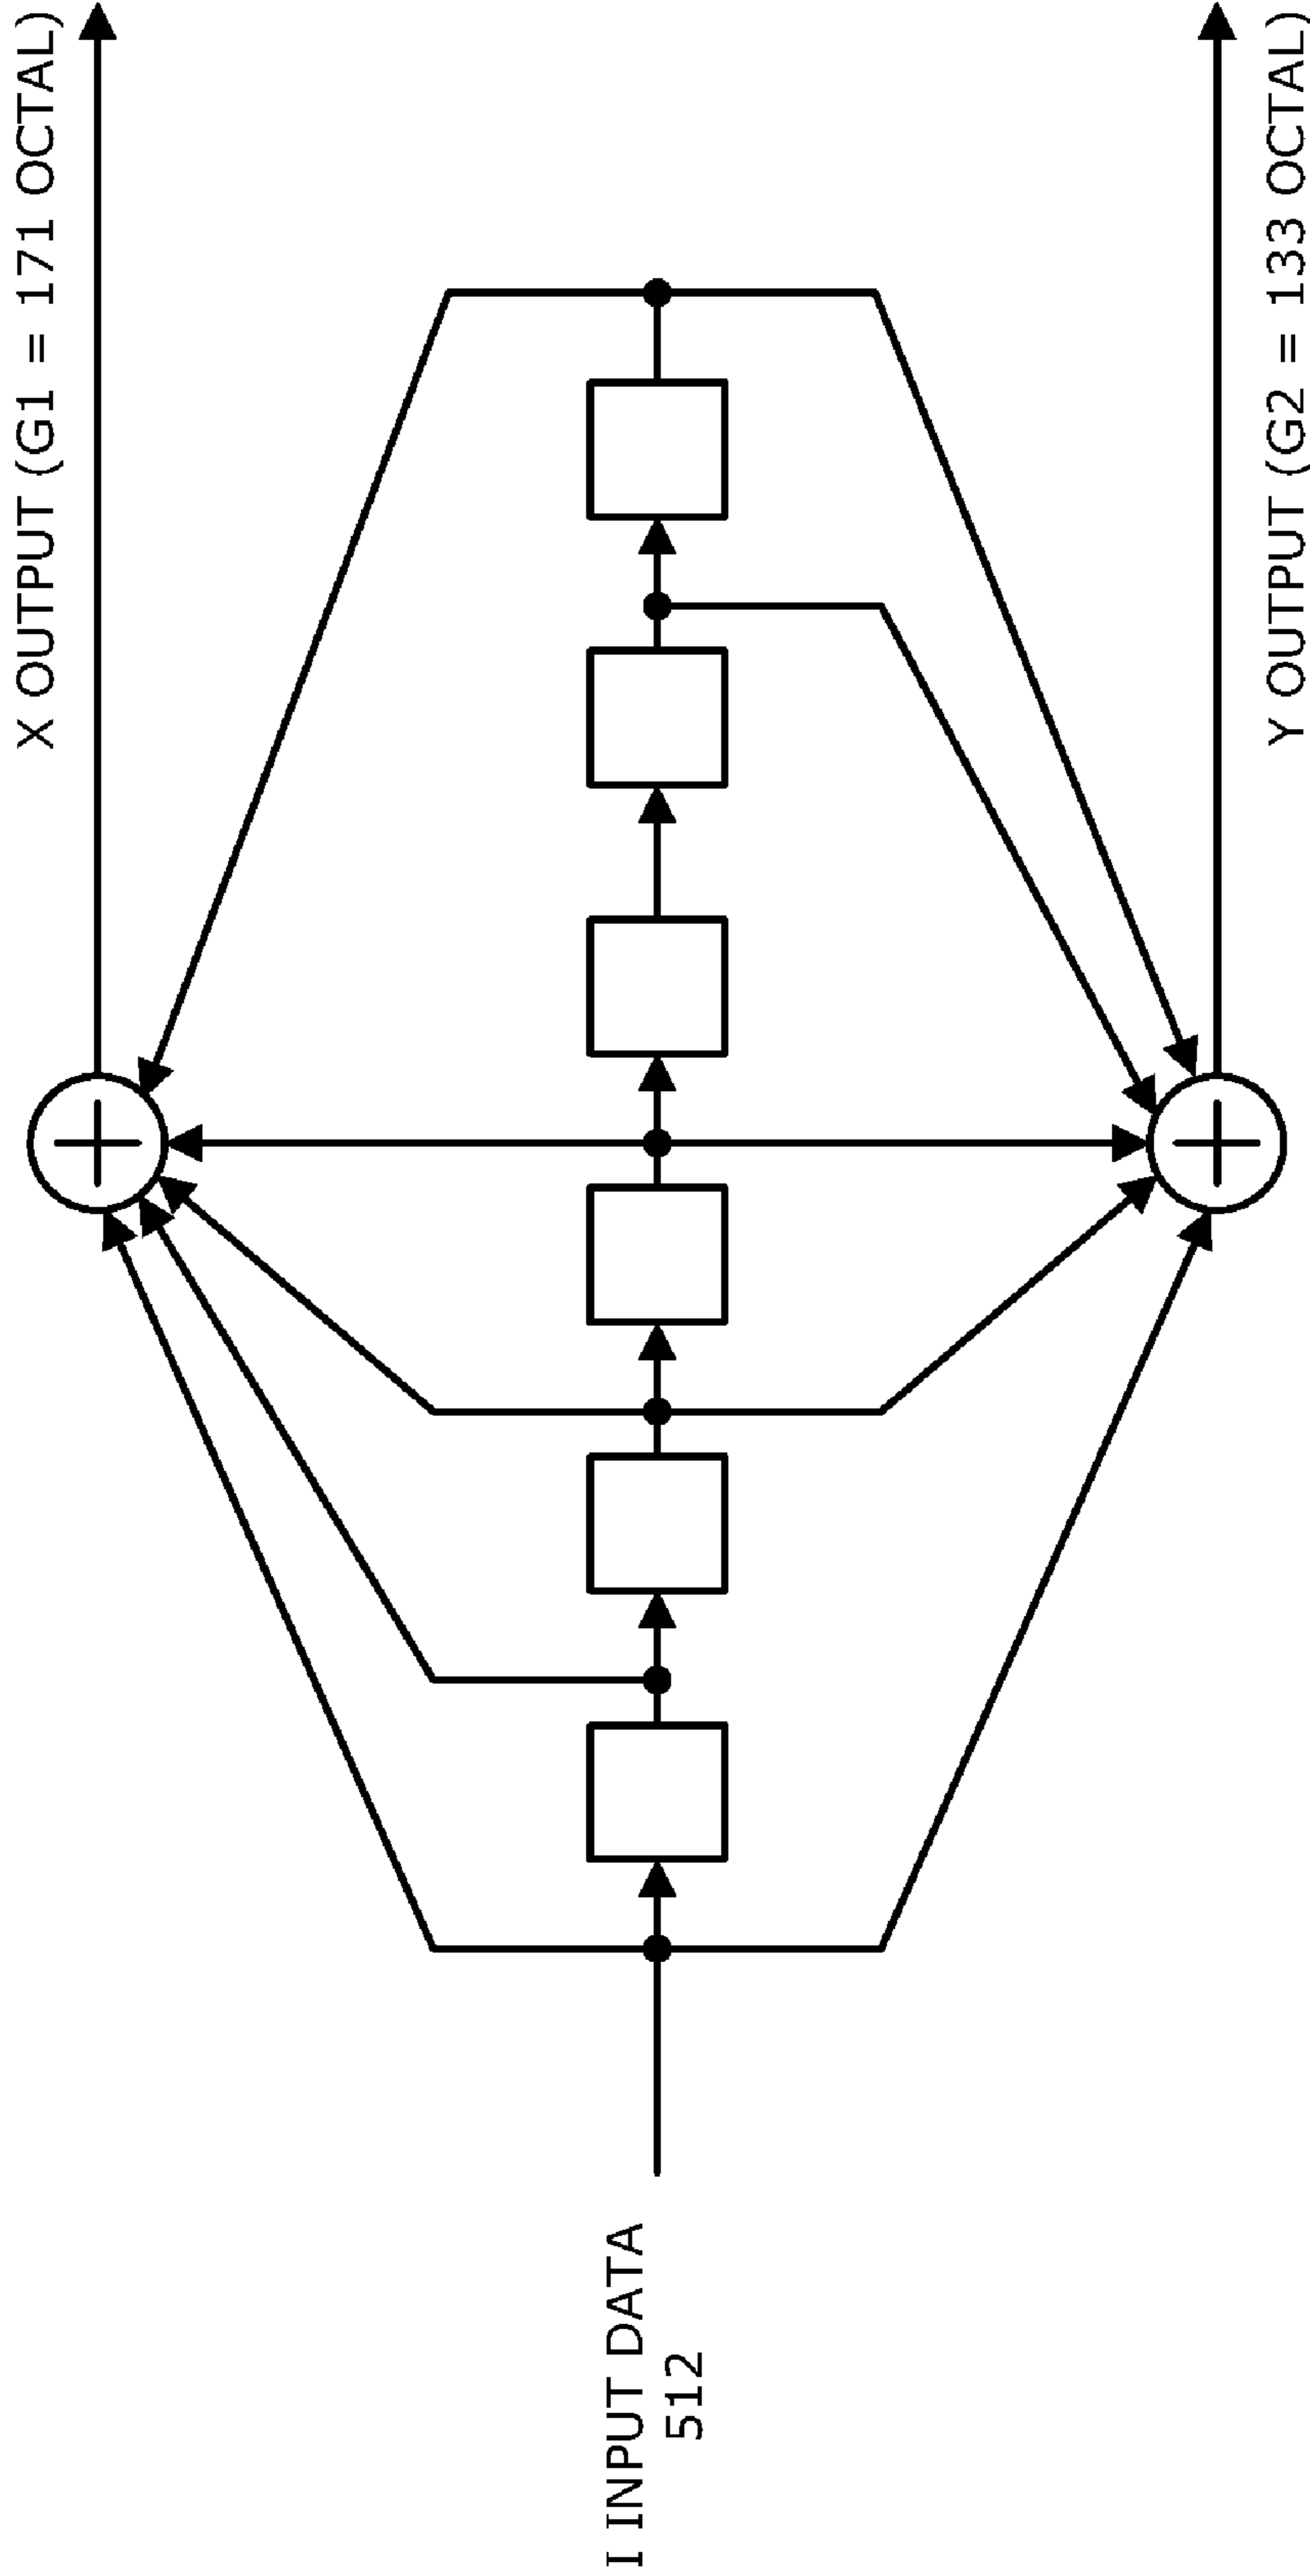 X OUTPUT (G1 = 171 OCTAL)
I INPUT DATA
512
Y OUTPUT (G2 = 133 OCTAL)